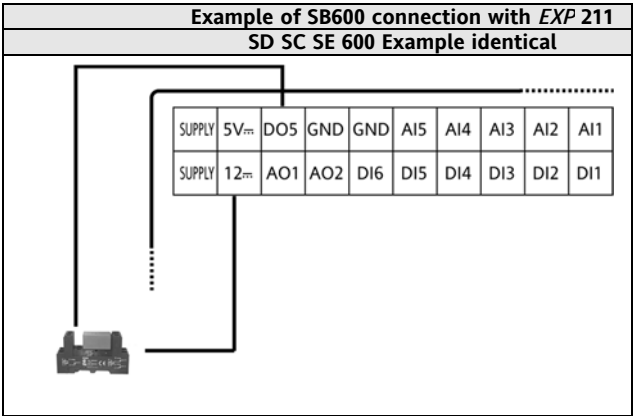 Example of SB600 connection with EXP 211
SD SC SE 600 Example identical
SUPPLY 5V⎓ DO5 GND GND AI5 AI4 AI3 AI2 AI1
SUPPLY 12⎓ AO1 AO2 DI6 DI5 DI4 DI3 DI2 DI1